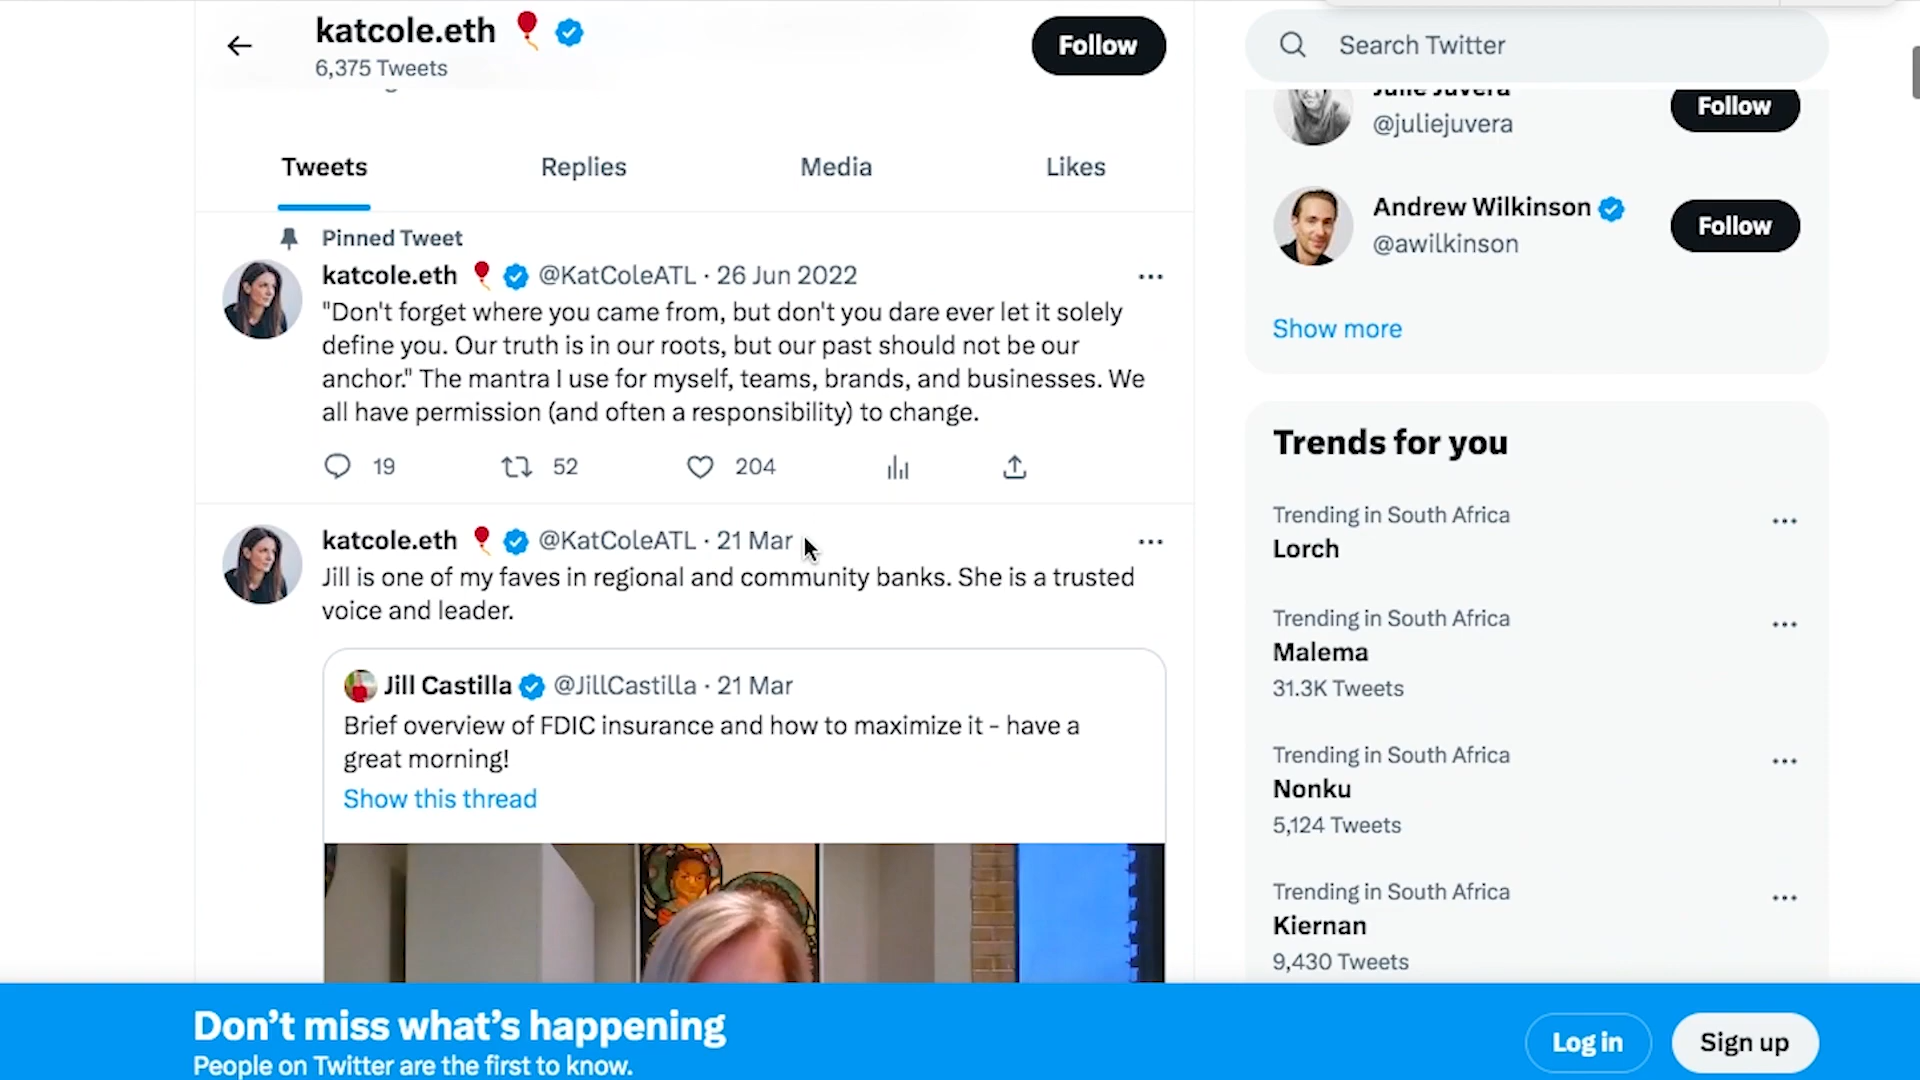 katcole.eth
6,375 Tweets
Follow
Search Twitter
Tweets
Replies
Media
Likes
Pinned Tweet
katcole.eth @KatColeATL · 26 Jun 2022
"Don't forget where you came from, but don't you dare ever let it solely
define you. Our truth is in our roots, but our past should not be our
anchor." The mantra I use for myself, teams, brands, and businesses. We
all have permission (and often a responsibility) to change.
19
52
204
katcole.eth @KatColeATL · 21 Mar
Jill is one of my faves in regional and community banks. She is a trusted
voice and leader.
Jill Castilla @JillCastilla · 21 Mar
Brief overview of FDIC insurance and how to maximize it - have a
great morning!
Show this thread
Julie Juvera
@juliejuvera
Follow
Andrew Wilkinson
@awilkinson
Follow
Show more
Trends for you
Trending in South Africa
Lorch
Trending in South Africa
Malema
31.3K Tweets
Trending in South Africa
Nonku
5,124 Tweets
Trending in South Africa
Kiernan
9,430 Tweets
Don't miss what's happening
People on Twitter are the first to know.
Log in
Sign up